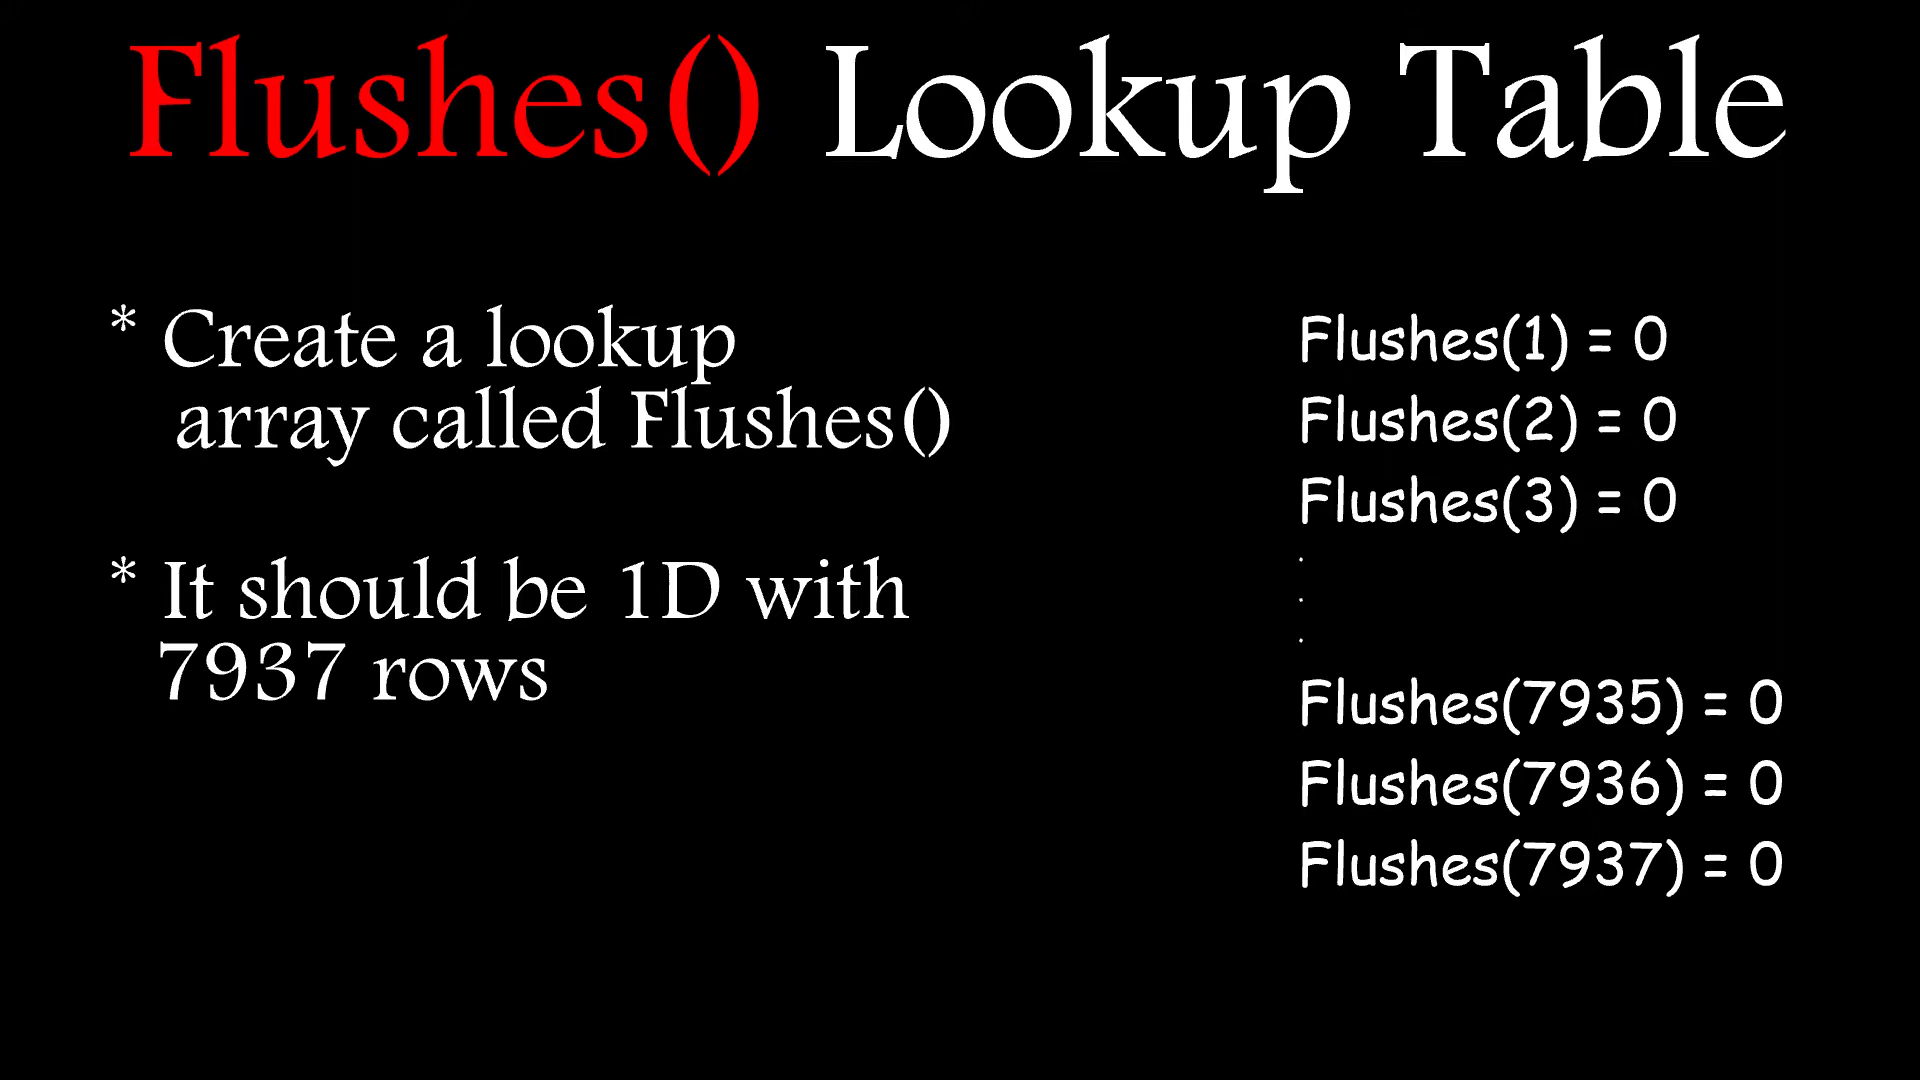 Flushes() Lookup Table
* Create a lookup
array called Flushes()
* It should be 1D with
7937 rows
Flushes(1) = 0
Flushes(2) = 0
Flushes(3) = 0
.
.
.
Flushes(7935) = 0
Flushes(7936) = 0
Flushes(7937) = 0